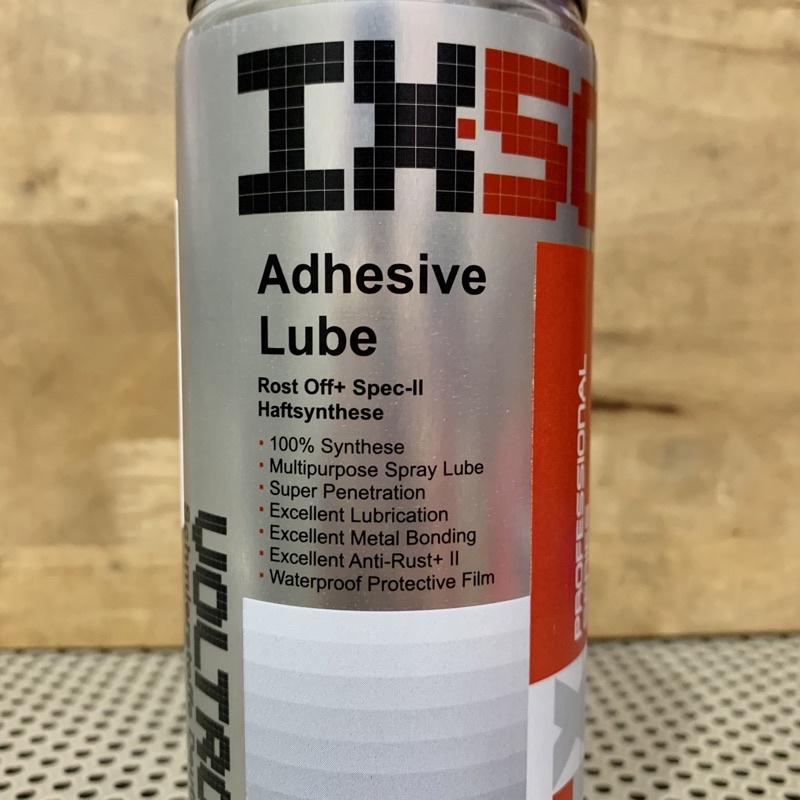 IX·50
Adhesive
Lube
Rost Off+ Spec-II
Haftsynthese
· 100% Synthese
· Multipurpose Spray Lube
· Super Penetration
· Excellent Lubrication
· Excellent Metal Bonding
· Excellent Anti-Rust+ II
· Waterproof Protective Film
PROFESSIONAL